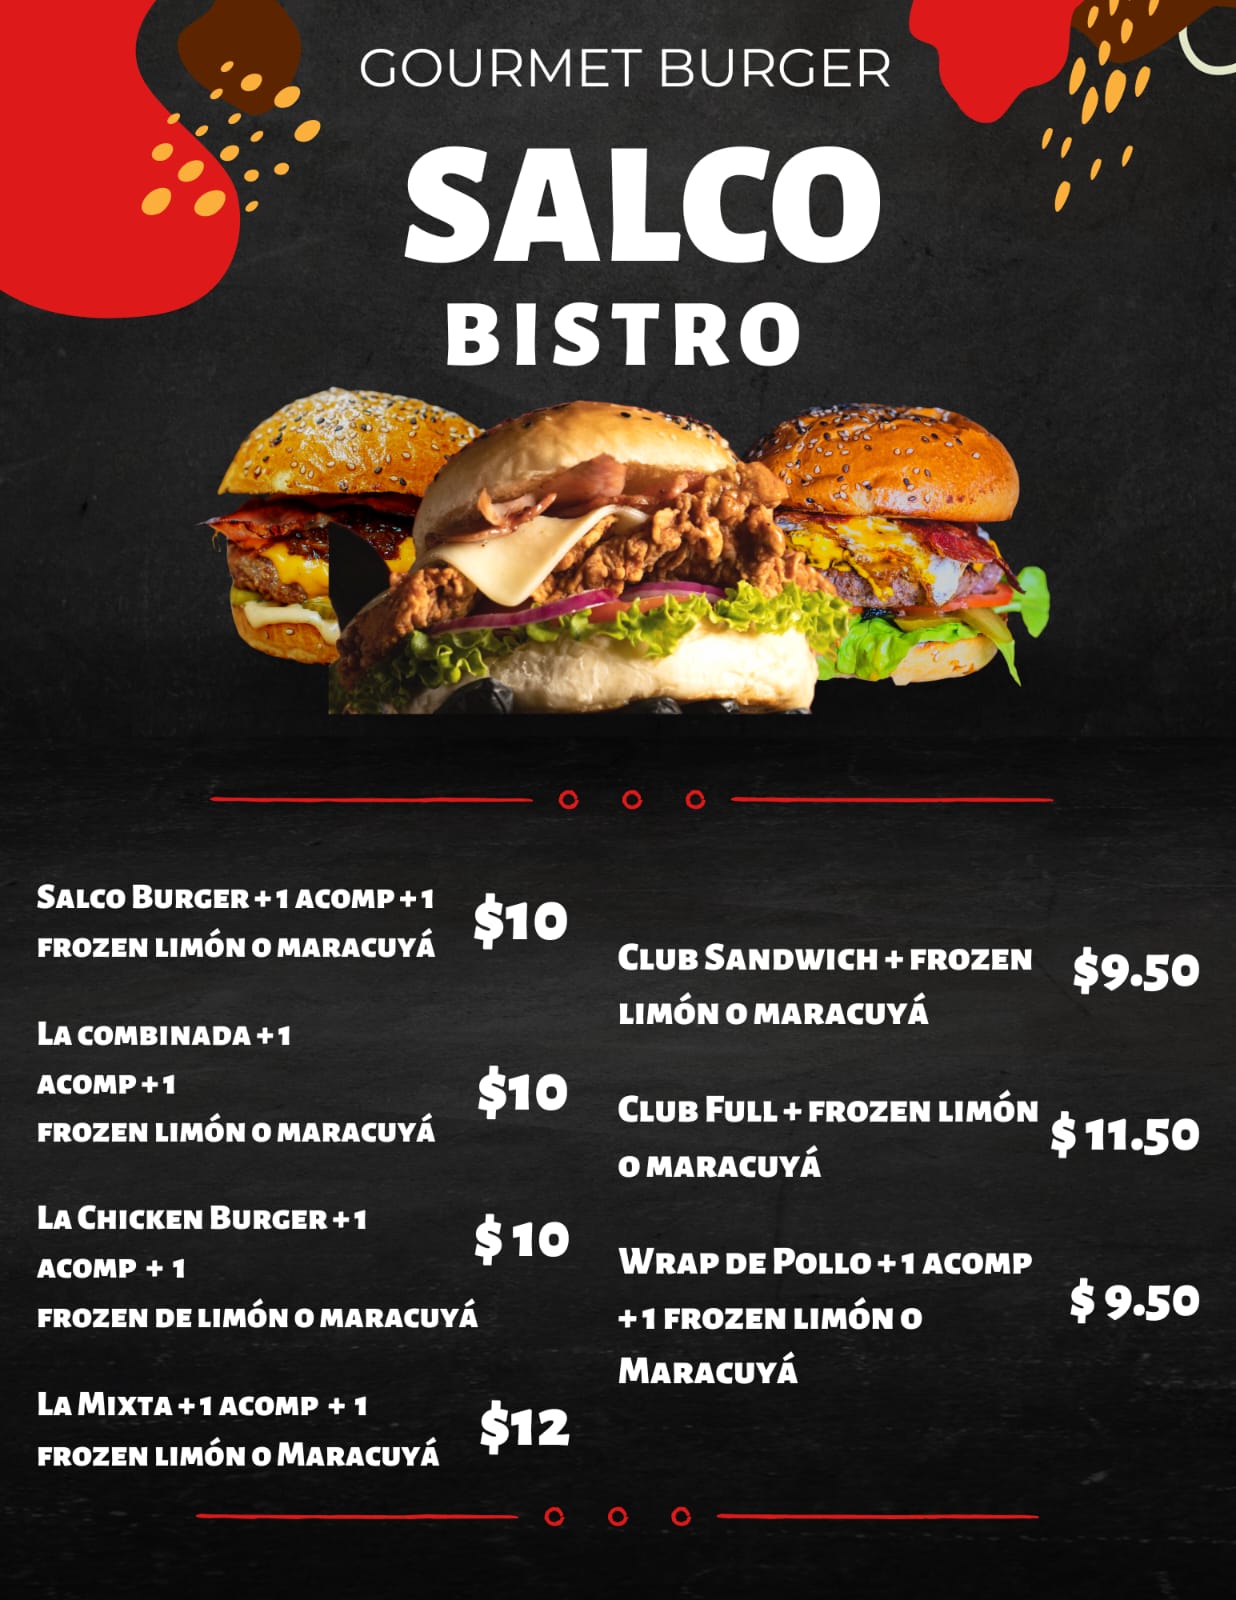 GOURMET BURGER
SALCO
BISTRO
SALCO BURGER + 1 ACOMP + 1
FROZEN LIMÓN O MARACUYÁ
$10
LA COMBINADA + 1
ACOMP + 1
FROZEN LIMÓN O MARACUYÁ
$10
LA CHICKEN BURGER + 1
ACOMP + 1
FROZEN DE LIMÓN O MARACUYÁ
$ 10
LA MIXTA + 1 ACOMP + 1
FROZEN LIMÓN O MARACUYÁ
$12
CLUB SANDWICH + FROZEN
LIMÓN O MARACUYÁ
$9.50
CLUB FULL + FROZEN LIMÓN
O MARACUYÁ
$ 11.50
WRAP DE POLLO + 1 ACOMP
+ 1 FROZEN LIMÓN O
MARACUYÁ
$ 9.50